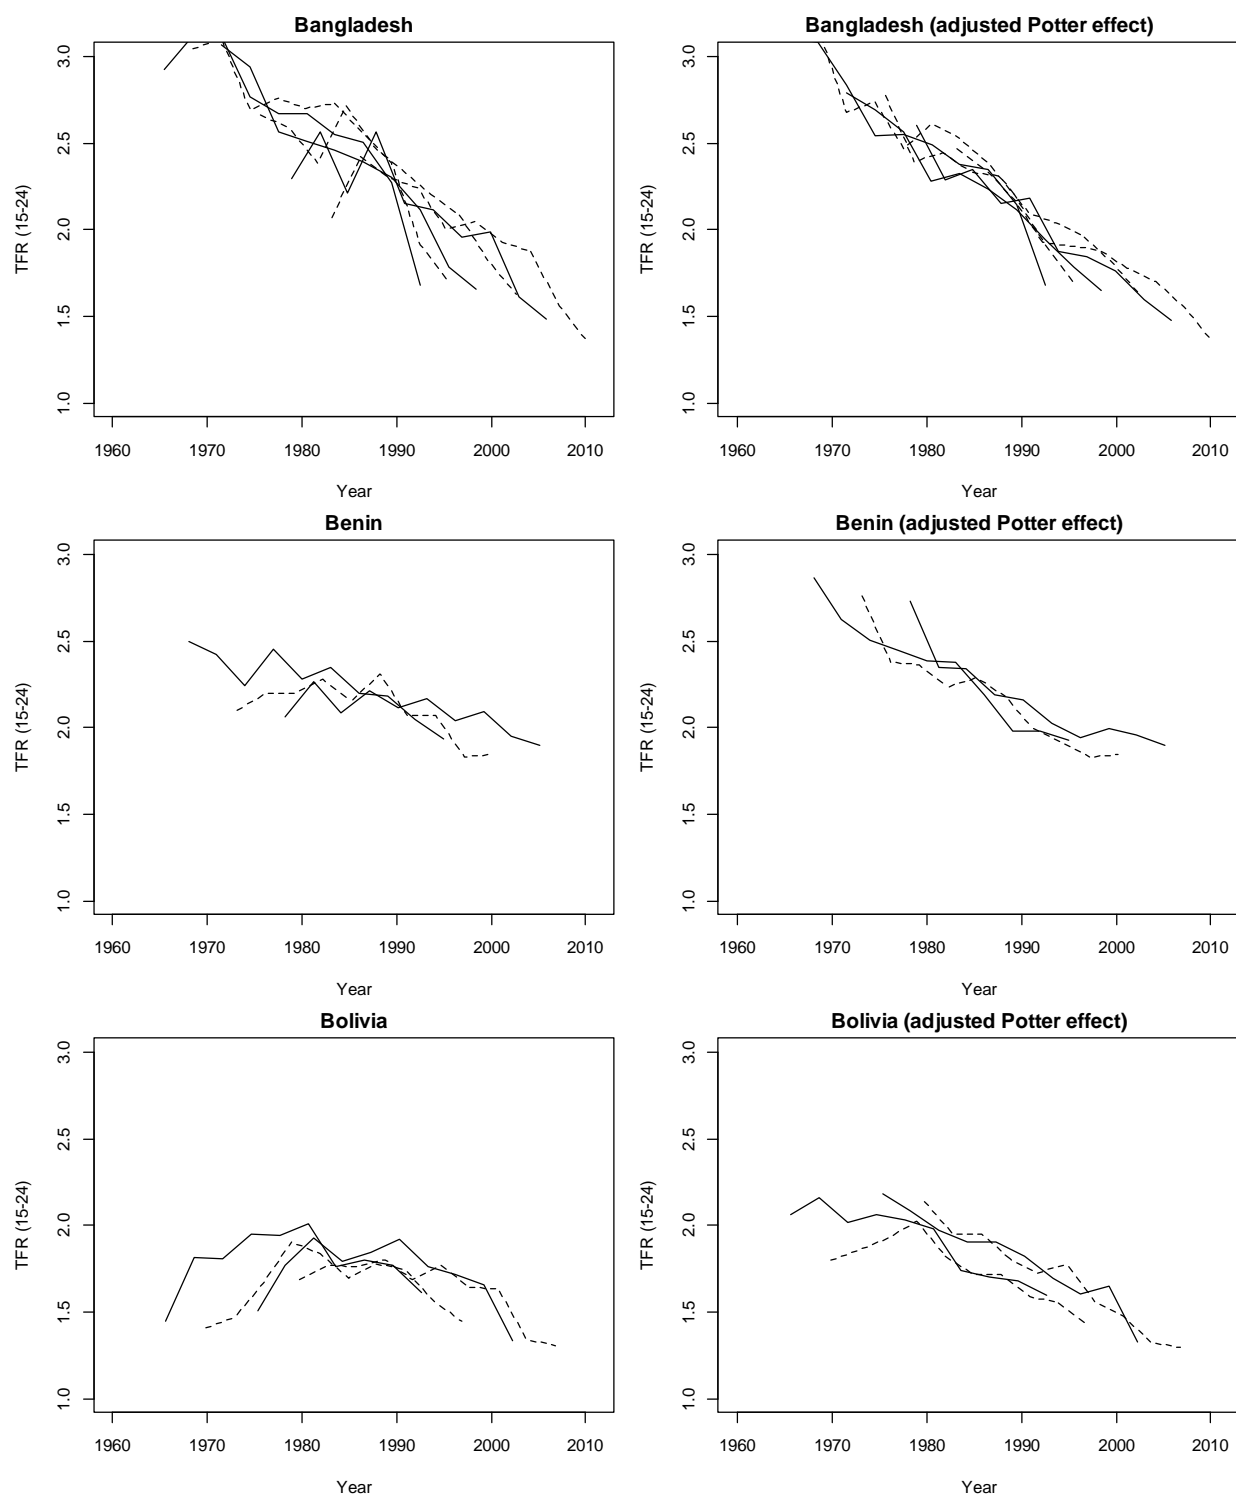 Bangladesh
TFR (15-24)
3.0
2.5
2.0
1.5
1.0
1960 1970 1980 1990 2000 2010
Year
Bangladesh (adjusted Potter effect)
TFR (15-24)
3.0
2.5
2.0
1.5
1.0
1960 1970 1980 1990 2000 2010
Year
Benin
TFR (15-24)
3.0
2.5
2.0
1.5
1.0
1960 1970 1980 1990 2000 2010
Year
Benin (adjusted Potter effect)
TFR (15-24)
3.0
2.5
2.0
1.5
1.0
1960 1970 1980 1990 2000 2010
Year
Bolivia
TFR (15-24)
3.0
2.5
2.0
1.5
1.0
1960 1970 1980 1990 2000 2010
Year
Bolivia (adjusted Potter effect)
TFR (15-24)
3.0
2.5
2.0
1.5
1.0
1960 1970 1980 1990 2000 2010
Year